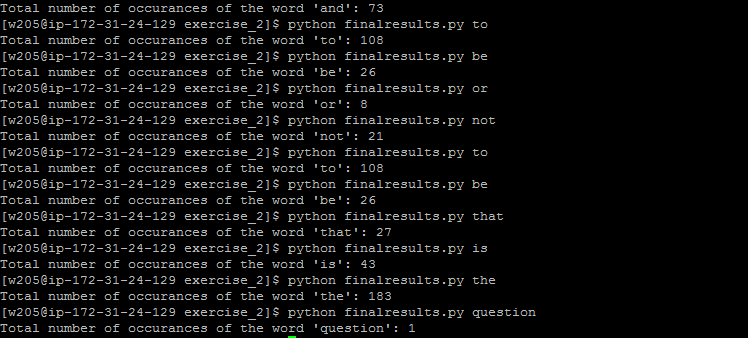 Total number of occurances of the word 'and': 73
[w205@ip-172-31-24-129 exercise_2]$ python finalresults.py to
Total number of occurances of the word 'to': 108
[w205@ip-172-31-24-129 exercise_2]$ python finalresults.py be
Total number of occurances of the word 'be': 26
[w205@ip-172-31-24-129 exercise_2]$ python finalresults.py or
Total number of occurances of the word 'or': 8
[w205@ip-172-31-24-129 exercise_2]$ python finalresults.py not
Total number of occurances of the word 'not': 21
[w205@ip-172-31-24-129 exercise_2]$ python finalresults.py to
Total number of occurances of the word 'to': 108
[w205@ip-172-31-24-129 exercise_2]$ python finalresults.py be
Total number of occurances of the word 'be': 26
[w205@ip-172-31-24-129 exercise_2]$ python finalresults.py that
Total number of occurances of the word 'that': 27
[w205@ip-172-31-24-129 exercise_2]$ python finalresults.py is
Total number of occurances of the word 'is': 43
[w205@ip-172-31-24-129 exercise_2]$ python finalresults.py the
Total number of occurances of the word 'the': 183
[w205@ip-172-31-24-129 exercise_2]$ python finalresults.py question
Total number of occurances of the word 'question': 1